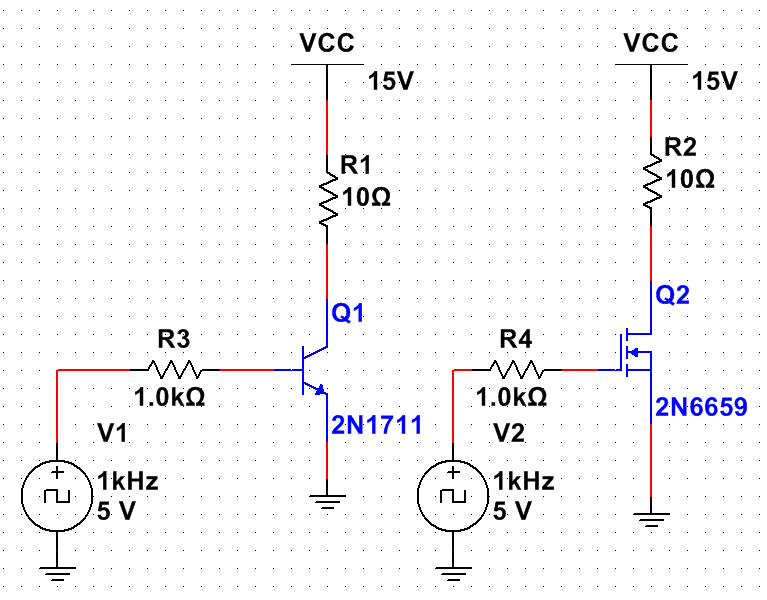 VCC
15V
R1
10Ω
Q1
R3
1.0kΩ
2N1711
V1
1kHz
5 V
VCC
15V
R2
10Ω
Q2
R4
1.0kΩ
2N6659
V2
1kHz
5 V